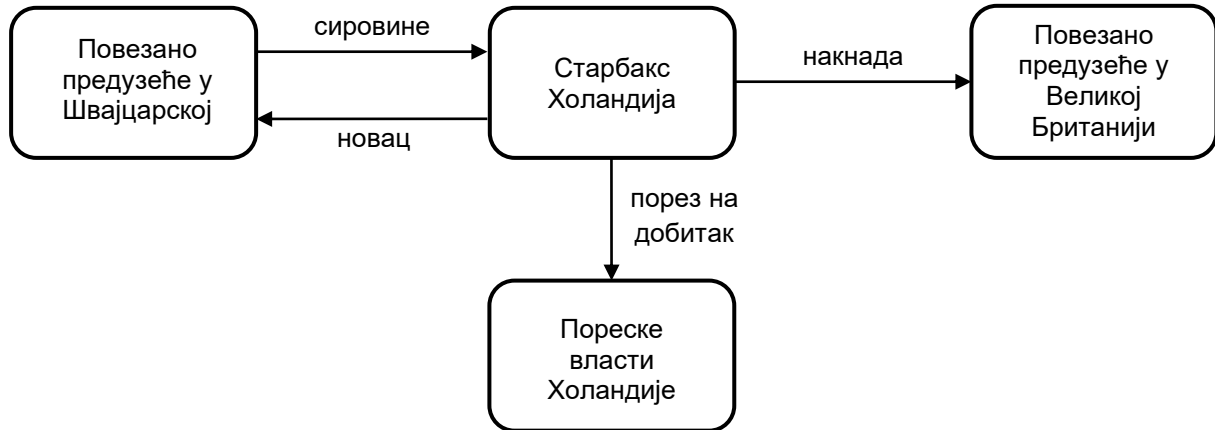 Повезано
предузеће у
Швајцарској
сировине
новац
Старбакс
Холандија
накнада
Повезано
предузеће у
Великој
Британији
порез на
добитак
Пореске
власти
Холандије